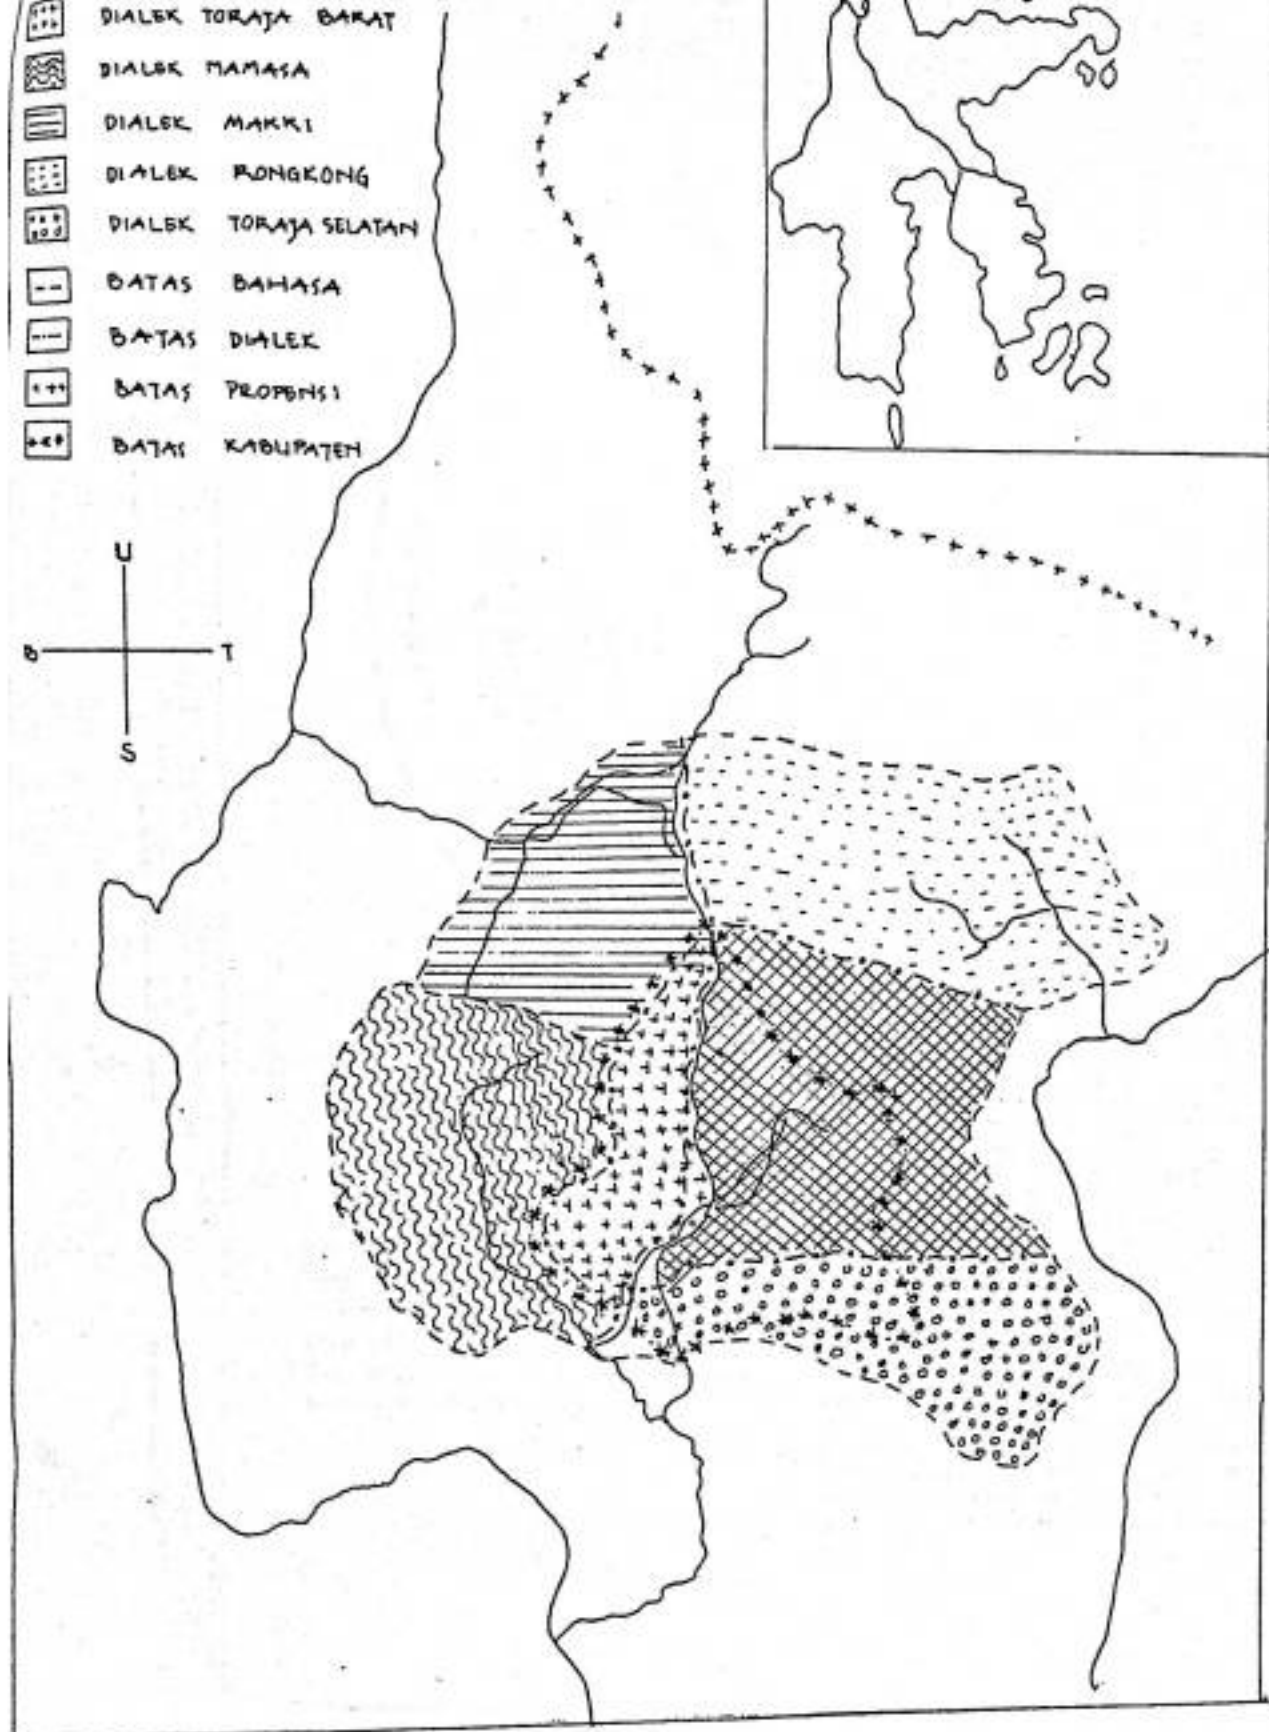 DIALEK TORAJA BARAT
DIALEK MAMASA
DIALEK MAKKI
DIALEK RONGKONG
DIALEK TORAJA SELATAN
BATAS BAHASA
BATAS DIALEK
BATAS PROPENSI
BATAS KABUPATEN
U
B T
S